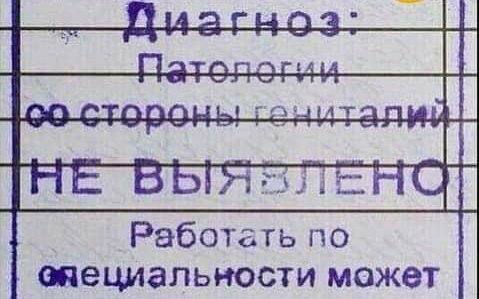 Диагноз:
Патологии
со стороны гениталий
НЕ ВЫЯВЛЕНО
Работать по
специальности может